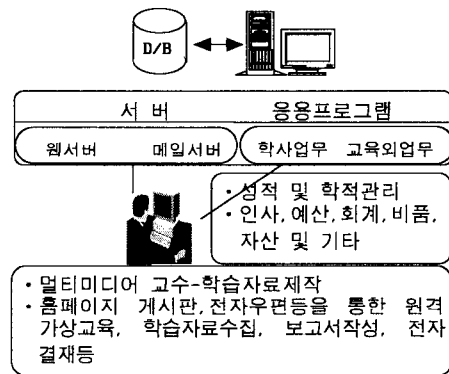 D/B
서 버 응용프로그램
웹서버 메일서버 학사업무 교육외업무
· 성적 및 학적관리
· 인사, 예산, 회계, 비품,
자산 및 기타
· 멀티미디어 교수-학습자료제작
· 홈페이지 게시판, 전자우편등을 통한 원격
가상교육, 학습자료수집, 보고서작성, 전자
결재등